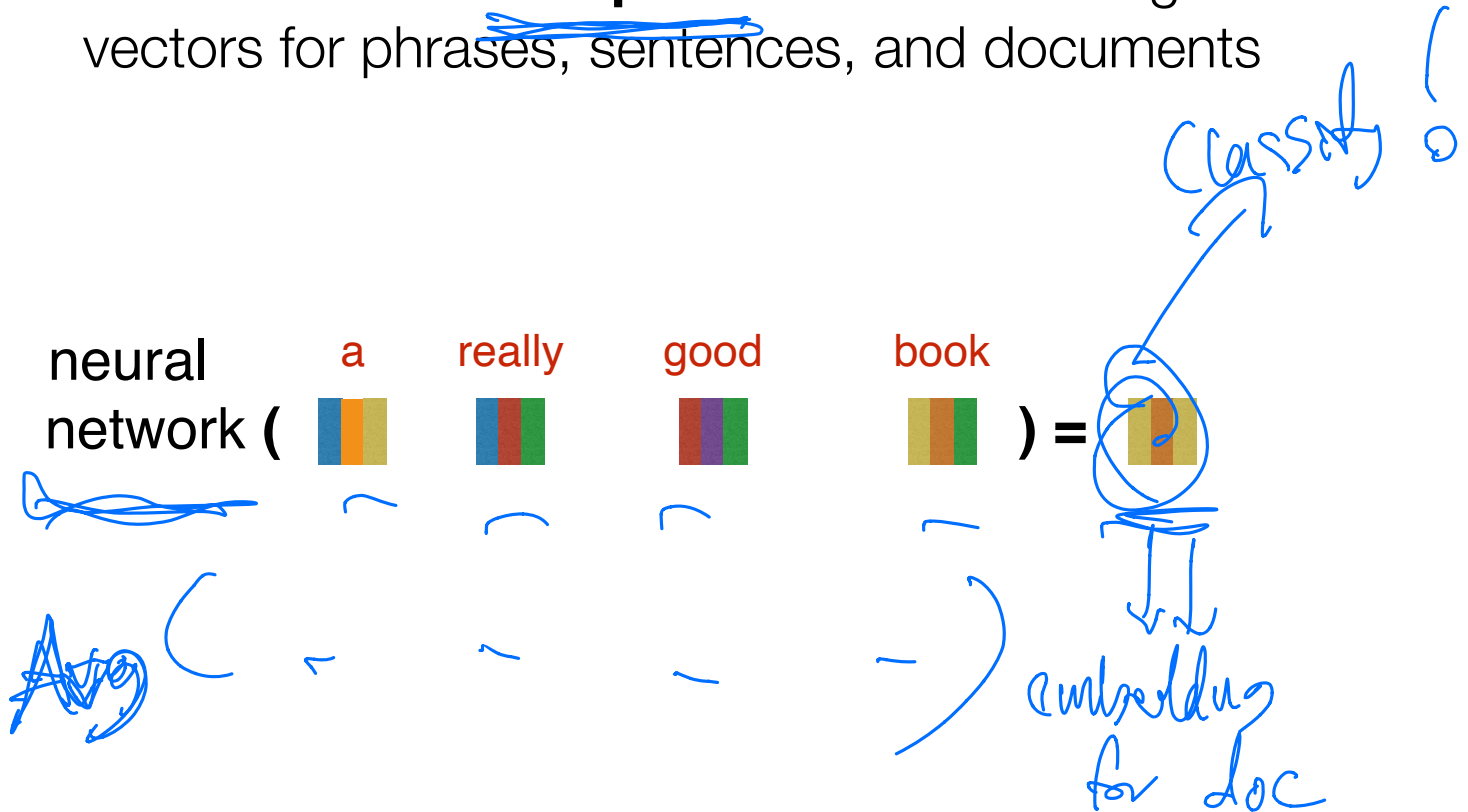 vectors for phrases, sentences, and documents
classify !
neural
a really good book
network ( ) =
Avg ( )
embedding
for doc